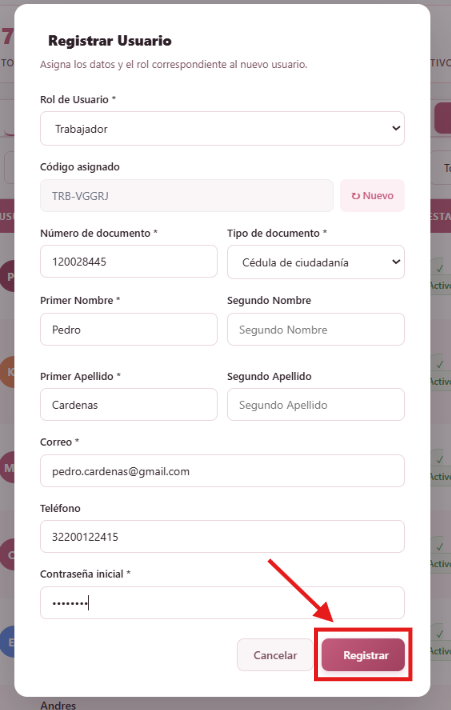 Registrar Usuario
Asigna los datos y el rol correspondiente al nuevo usuario.
Rol de Usuario *
Trabajador
Código asignado
TRB-VGGRJ
↻ Nuevo
Número de documento * Tipo de documento *
120028445 Cédula de ciudadanía
Primer Nombre * Segundo Nombre
Pedro Segundo Nombre
Primer Apellido * Segundo Apellido
Cardenas Segundo Apellido
Correo *
pedro.cardenas@gmail.com
Teléfono
32200122415
Contraseña inicial *
••••••••
Cancelar Registrar
Andres